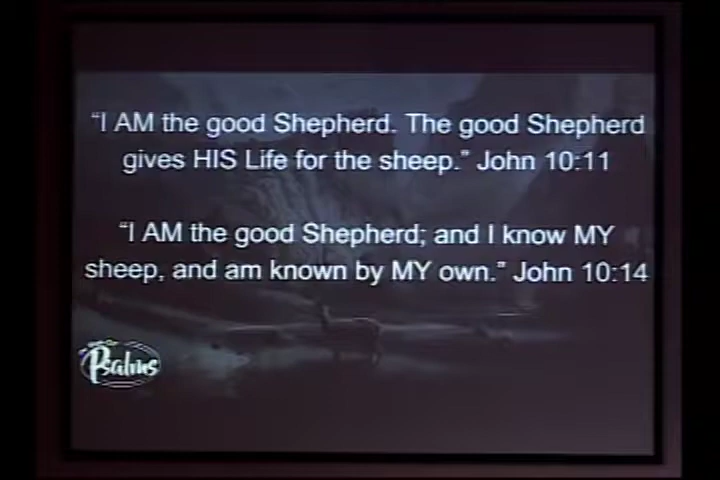 “I AM the good Shepherd. The good Shepherd
gives HIS Life for the sheep.” John 10:11
“I AM the good Shepherd; and I know MY
sheep, and am known by MY own.” John 10:14
Psalms